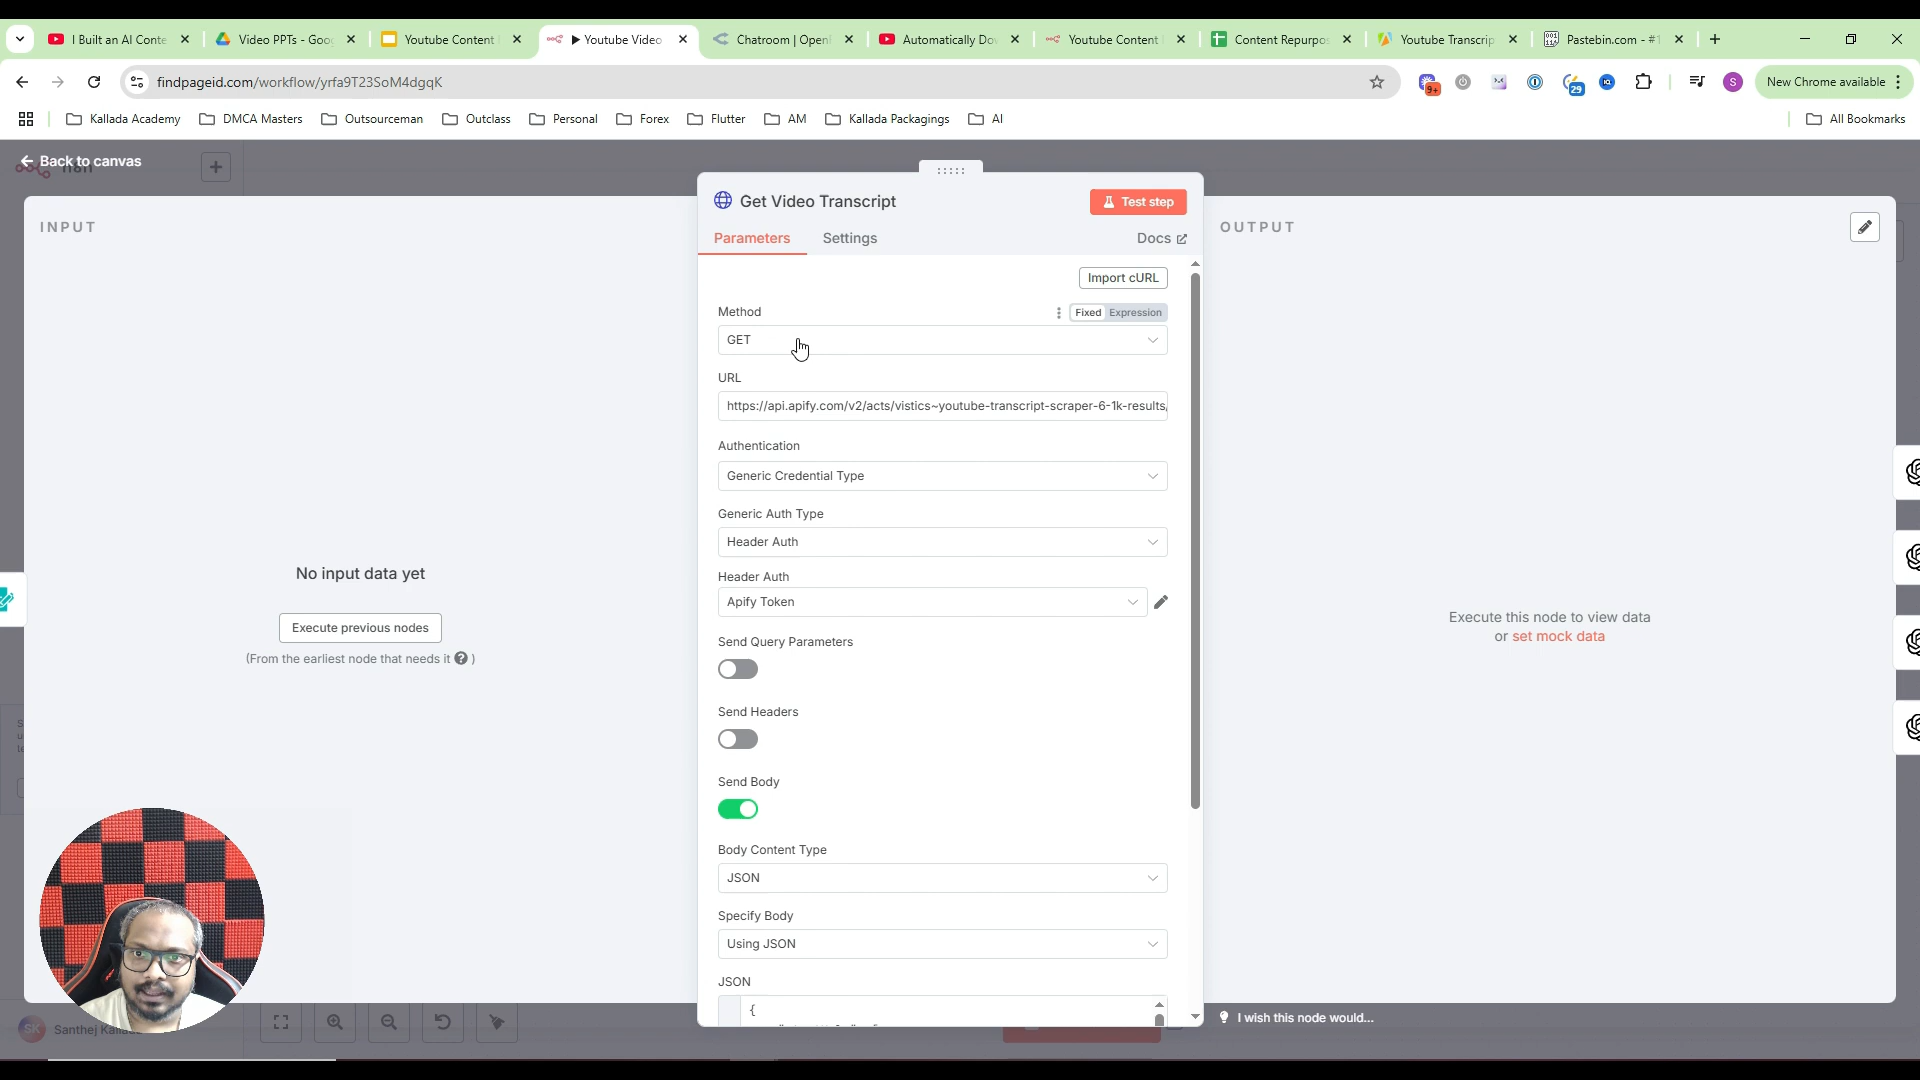 I Built an AI Conte
Video PPTs - Goo
Youtube Content
▶ Youtube Video
Chatroom | Open
Automatically Do
Youtube Content
Content Repurpos
Youtube Transcrip
Pastebin.com - #1
findpageid.com/workflow/yrfa9T23SoM4dgqK
9+
29
S
New Chrome available
Kallada Academy
DMCA Masters
Outsourceman
Outclass
Personal
Forex
Flutter
AM
Kallada Packagings
AI
All Bookmarks
Back to canvas
INPUT
No input data yet
Execute previous nodes
(From the earliest node that needs it ? )
Get Video Transcript
Test step
Parameters
Settings
Docs
Import cURL
Method
Fixed
Expression
GET
URL
https://api.apify.com/v2/acts/vistics~youtube-transcript-scraper-6-1k-results,
Authentication
Generic Credential Type
Generic Auth Type
Header Auth
Header Auth
Apify Token
Send Query Parameters
Send Headers
Send Body
Body Content Type
JSON
Specify Body
Using JSON
JSON
{
OUTPUT
Execute this node to view data
or set mock data
I wish this node would...
SK
Santhej